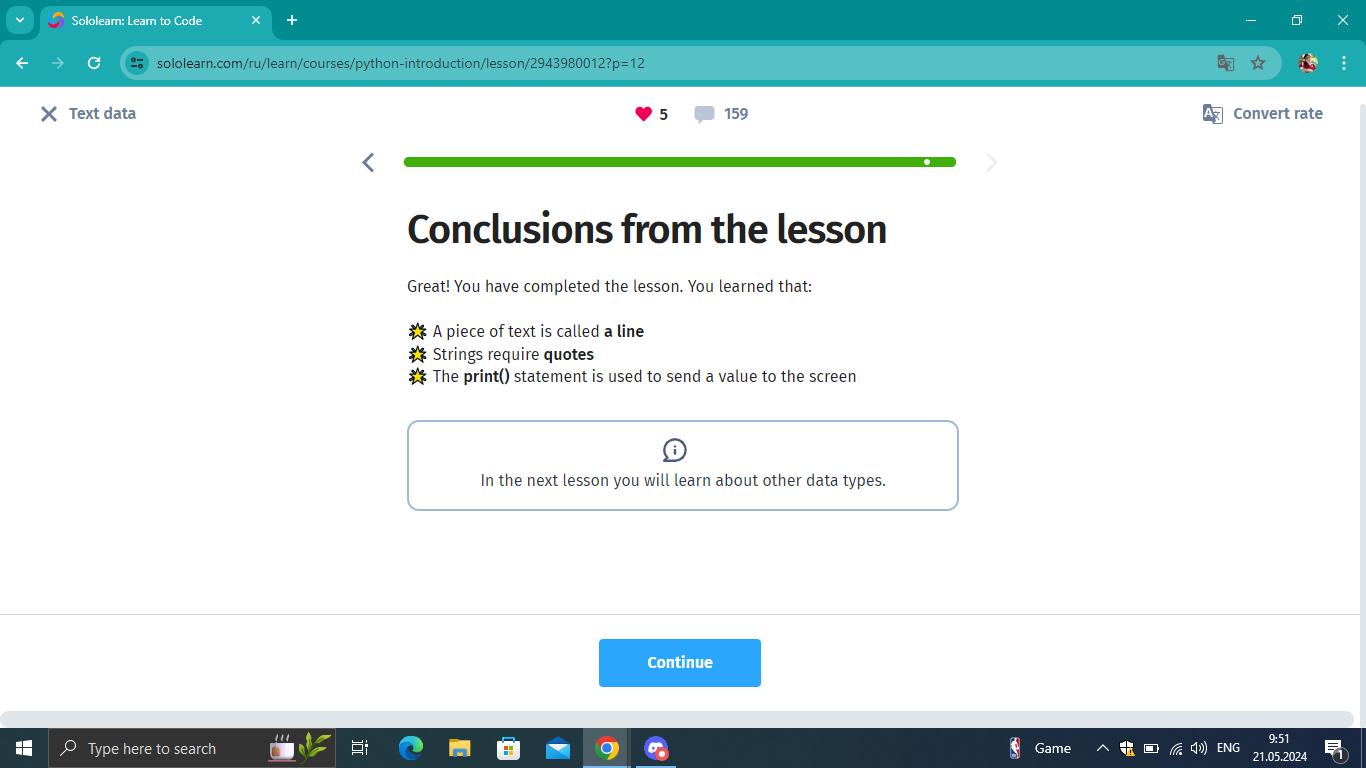 Sololearn: Learn to Code
sololearn.com/ru/learn/courses/python-introduction/lesson/2943980012?p=12
Text data
5
159
Convert rate
Conclusions from the lesson
Great! You have completed the lesson. You learned that:
A piece of text is called a line
Strings require quotes
The print() statement is used to send a value to the screen
In the next lesson you will learn about other data types.
Continue
Type here to search
Game
ENG
9:51
21.05.2024
1